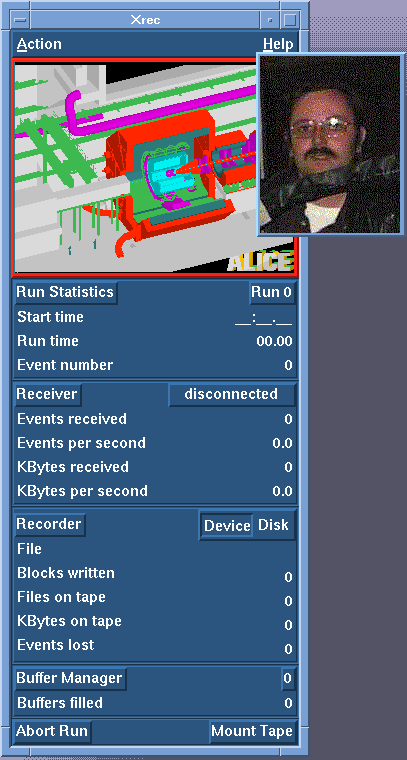 Xrec
Action Help
ALICE
Run Statistics Run 0
Start time __:__.__
Run time 00.00
Event number 0
Receiver disconnected
Events received 0
Events per second 0.0
KBytes received 0
KBytes per second 0.0
Recorder Device Disk
File
Blocks written 0
Files on tape 0
KBytes on tape 0
Events lost 0
Buffer Manager 0
Buffers filled 0
Abort Run Mount Tape